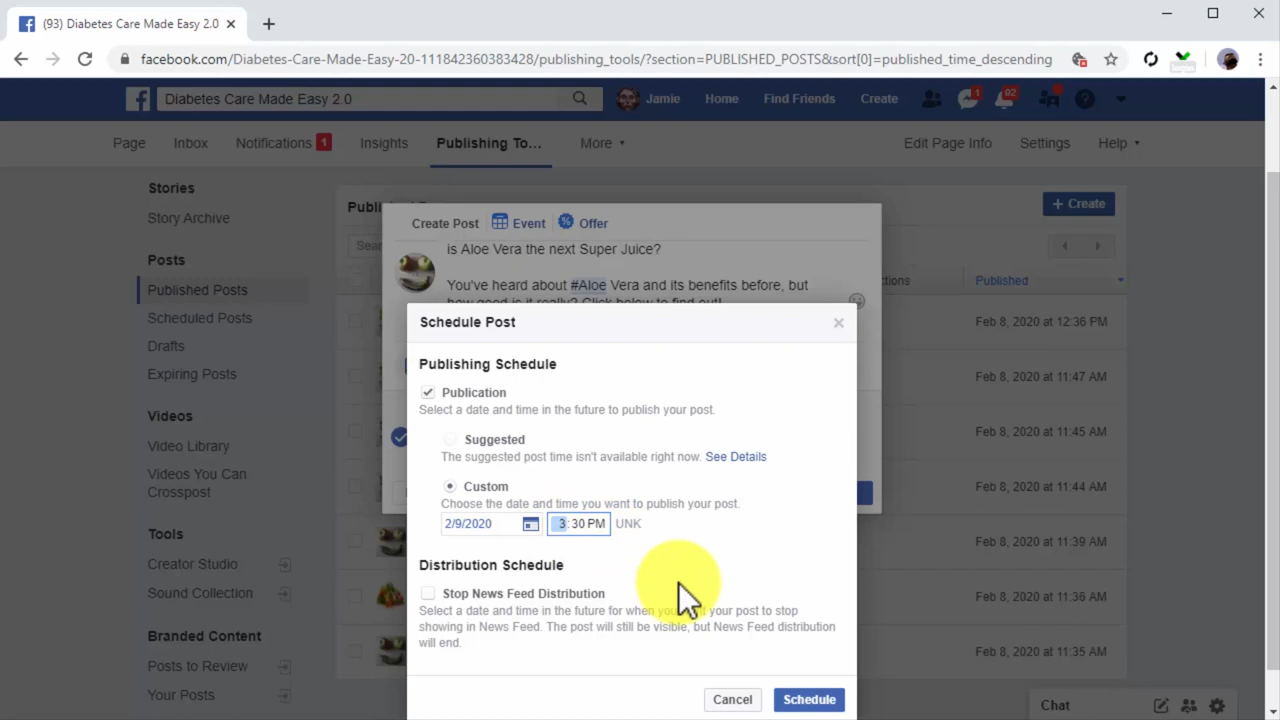 (93) Diabetes Care Made Easy 2.0
facebook.com/Diabetes-Care-Made-Easy-20-111842360383428/publishing_tools/?section=PUBLISHED_POSTS&sort[0]=published_time_descending
Diabetes Care Made Easy 2.0
Jamie
Home
Find Friends
Create
1
92
Page
Inbox
Notifications 1
Insights
Publishing To...
More
Edit Page Info
Settings
Help
Stories
Story Archive
Posts
Published Posts
Scheduled Posts
Drafts
Expiring Posts
Videos
Video Library
Videos You Can
Crosspost
Tools
Creator Studio
Sound Collection
Branded Content
Posts to Review
Your Posts
+ Create
Published
Feb 8, 2020 at 12:36 PM
Feb 8, 2020 at 11:47 AM
Feb 8, 2020 at 11:45 AM
Feb 8, 2020 at 11:44 AM
Feb 8, 2020 at 11:39 AM
Feb 8, 2020 at 11:36 AM
Feb 8, 2020 at 11:35 AM
Create Post
Event
Offer
is Aloe Vera the next Super Juice?
You've heard about #Aloe Vera and its benefits before, but
how good is it really? Click below to find out!
Schedule Post
Publishing Schedule
Publication
Select a date and time in the future to publish your post.
Suggested
The suggested post time isn't available right now. See Details
Custom
Choose the date and time you want to publish your post.
2/9/2020
3:30 PM
UNK
Distribution Schedule
Stop News Feed Distribution
Select a date and time in the future for when your post to stop
showing in News Feed. The post will still be visible, but News Feed distribution
will end.
Cancel
Schedule
Chat